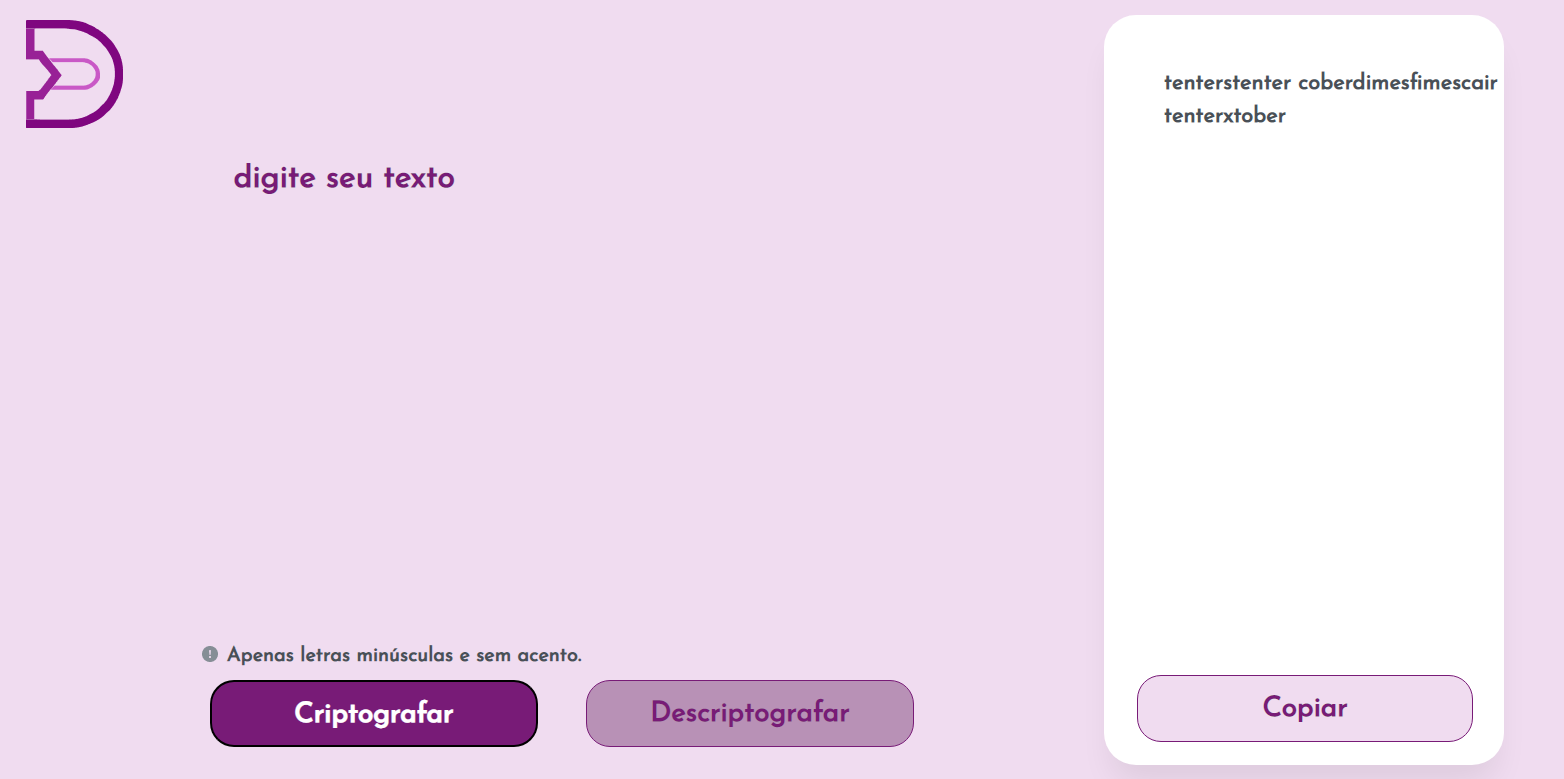 digite seu texto
tenterstenter coberdimesfimescair
tenterxtober
Apenas letras minúsculas e sem acento.
Criptografar
Descriptografar
Copiar